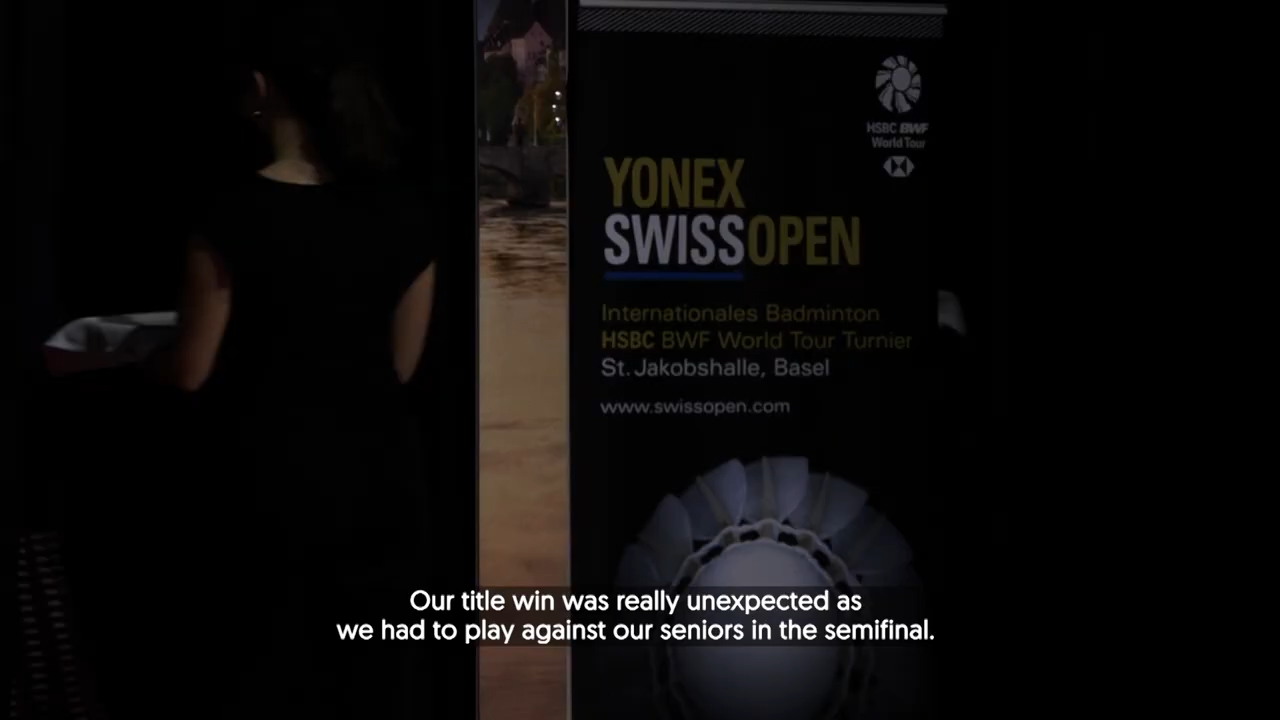 HSBC BWF
World Tour
YONEX
SWISSOPEN
Internationales Badminton
HSBC BWF World Tour Turnier
St. Jakobshalle, Basel
www.swissopen.com
Our title win was really unexpected as
we had to play against our seniors in the semifinal.